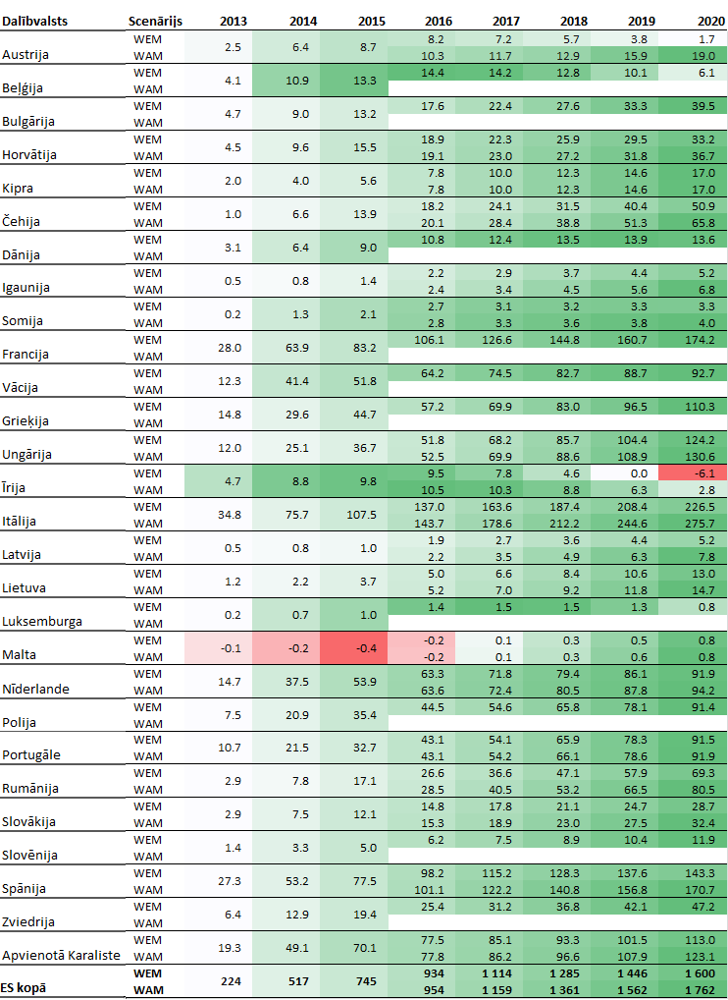 Dalībvalsts Scenārijs 2013 2014 2015 2016 2017 2018 2019 2020
Austrija WEM 2.5 6.4 8.7 8.2 7.2 5.7 3.8 1.7
WAM 10.3 11.7 12.9 15.9 19.0
Beļģija WEM 4.1 10.9 13.3 14.4 14.2 12.8 10.1 6.1
WAM
Bulgārija WEM 4.7 9.0 13.2 17.6 22.4 27.6 33.3 39.5
WAM
Horvātija WEM 4.5 9.6 15.5 18.9 22.3 25.9 29.5 33.2
WAM 19.1 23.0 27.2 31.8 36.7
Kipra WEM 2.0 4.0 5.6 7.8 10.0 12.3 14.6 17.0
WAM 7.8 10.0 12.3 14.6 17.0
Čehija WEM 1.0 6.6 13.9 18.2 24.1 31.5 40.4 50.9
WAM 20.1 28.4 38.8 51.3 65.8
Dānija WEM 3.1 6.4 9.0 10.8 12.4 13.5 13.9 13.6
WAM
Igaunija WEM 0.5 0.8 1.4 2.2 2.9 3.7 4.4 5.2
WAM 2.4 3.4 4.5 5.6 6.8
Somija WEM 0.2 1.3 2.1 2.7 3.1 3.2 3.3 3.3
WAM 2.8 3.3 3.6 3.8 4.0
Francija WEM 28.0 63.9 83.2 106.1 126.6 144.8 160.7 174.2
WAM
Vācija WEM 12.3 41.4 51.8 64.2 74.5 82.7 88.7 92.7
WAM
Grieķija WEM 14.8 29.6 44.7 57.2 69.9 83.0 96.5 110.3
WAM
Ungārija WEM 12.0 25.1 36.7 51.8 68.2 85.7 104.4 124.2
WAM 52.5 69.9 88.6 108.9 130.6
Īrija WEM 4.7 8.8 9.8 9.5 7.8 4.6 0.0 -6.1
WAM 10.5 10.3 8.8 6.3 2.8
Itālija WEM 34.8 75.7 107.5 137.0 163.6 187.4 208.4 226.5
WAM 143.7 178.6 212.2 244.6 275.7
Latvija WEM 0.5 0.8 1.0 1.9 2.7 3.6 4.4 5.2
WAM 2.2 3.5 4.9 6.3 7.8
Lietuva WEM 1.2 2.2 3.7 5.0 6.6 8.4 10.6 13.0
WAM 5.2 7.0 9.2 11.8 14.7
Luksemburga WEM 0.2 0.7 1.0 1.4 1.5 1.5 1.3 0.8
WAM
Malta WEM -0.1 -0.2 -0.4 -0.2 0.1 0.3 0.5 0.8
WAM -0.2 0.1 0.3 0.6 0.8
Nīderlande WEM 14.7 37.5 53.9 63.3 71.8 79.4 86.1 91.9
WAM 63.6 72.4 80.5 87.8 94.2
Polija WEM 7.5 20.9 35.4 44.5 54.6 65.8 78.1 91.4
WAM
Portugāle WEM 10.7 21.5 32.7 43.1 54.1 65.9 78.3 91.5
WAM 43.1 54.2 66.1 78.6 91.9
Rumānija WEM 2.9 7.8 17.1 26.6 36.6 47.1 57.9 69.3
WAM 28.5 40.5 53.2 66.5 80.5
Slovākija WEM 2.9 7.5 12.1 14.8 17.8 21.1 24.7 28.7
WAM 15.3 18.9 23.0 27.5 32.4
Slovēnija WEM 1.4 3.3 5.0 6.2 7.5 8.9 10.4 11.9
WAM
Spānija WEM 27.3 53.2 77.5 98.2 115.2 128.3 137.6 143.3
WAM 101.1 122.2 140.8 156.8 170.7
Zviedrija WEM 6.4 12.9 19.4 25.4 31.2 36.8 42.1 47.2
WAM
Apvienotā Karaliste WEM 19.3 49.1 70.1 77.5 85.1 93.3 101.5 113.0
WAM 77.8 86.2 96.6 107.9 123.1
ES kopā WEM 224 517 745 934 1 114 1 285 1 446 1 600
WAM 954 1 159 1 361 1 562 1 762